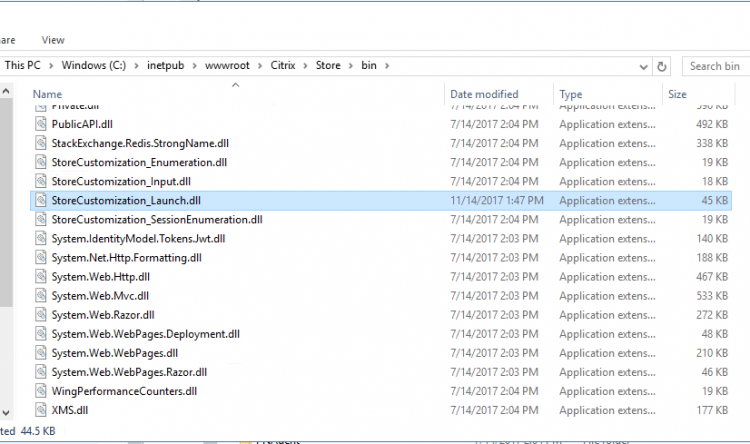 are View
This PC > Windows (C:) > inetpub > wwwroot > Citrix > Store > bin > Search bin
Name Date modified Type Size
Private.dll 7/14/2017 2:04 PM Application extens... 590 KB
PublicAPI.dll 7/14/2017 2:04 PM Application extens... 492 KB
StackExchange.Redis.StrongName.dll 7/14/2017 2:04 PM Application extens... 338 KB
StoreCustomization_Enumeration.dll 7/14/2017 2:04 PM Application extens... 19 KB
StoreCustomization_Input.dll 7/14/2017 2:04 PM Application extens... 18 KB
StoreCustomization_Launch.dll 11/14/2017 1:47 PM Application extens... 45 KB
StoreCustomization_SessionEnumeration.dll 7/14/2017 2:04 PM Application extens... 19 KB
System.IdentityModel.Tokens.Jwt.dll 7/14/2017 2:03 PM Application extens... 140 KB
System.Net.Http.Formatting.dll 7/14/2017 2:03 PM Application extens... 188 KB
System.Web.Http.dll 7/14/2017 2:03 PM Application extens... 467 KB
System.Web.Mvc.dll 7/14/2017 2:03 PM Application extens... 533 KB
System.Web.Razor.dll 7/14/2017 2:03 PM Application extens... 272 KB
System.Web.WebPages.Deployment.dll 7/14/2017 2:03 PM Application extens... 48 KB
System.Web.WebPages.dll 7/14/2017 2:03 PM Application extens... 210 KB
System.Web.WebPages.Razor.dll 7/14/2017 2:03 PM Application extens... 46 KB
WingPerformanceCounters.dll 7/14/2017 2:04 PM Application extens... 19 KB
XMS.dll 7/14/2017 2:04 PM Application extens... 177 KB
ted 44.5 KB